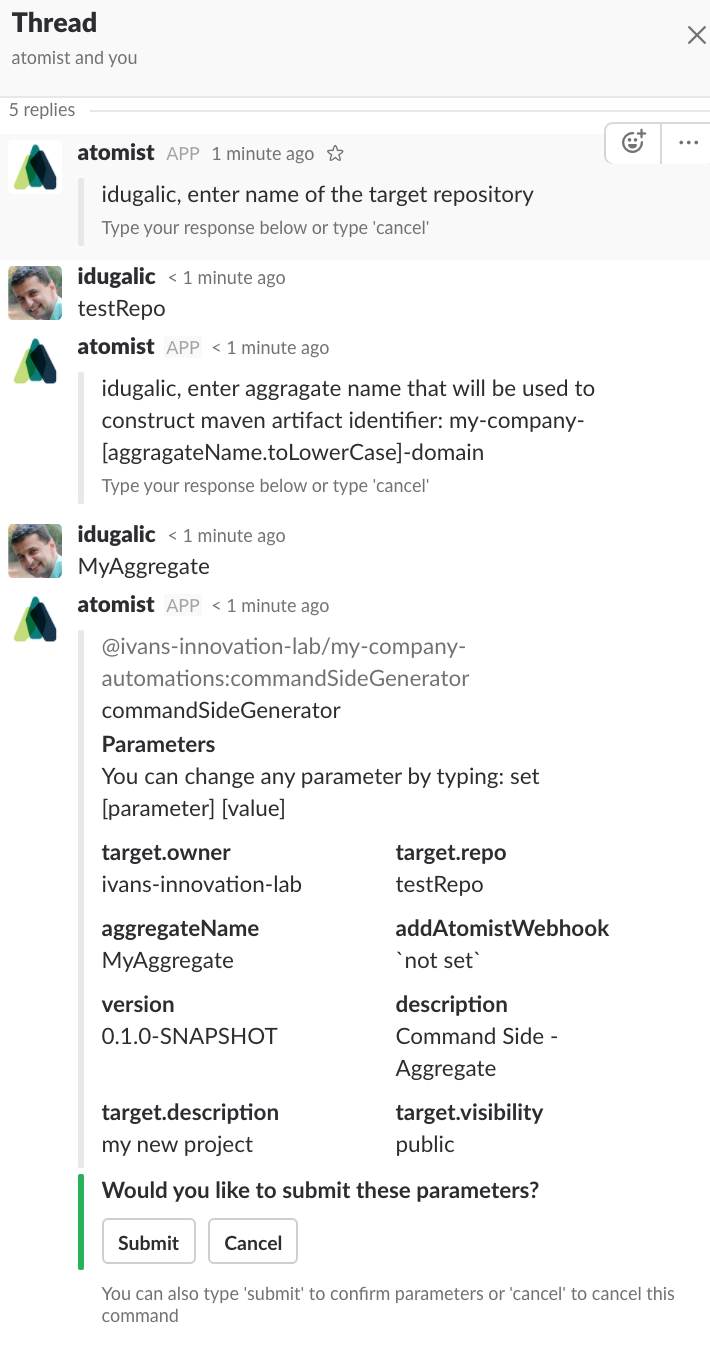 Thread
atomist and you
5 replies
atomist APP 1 minute ago
idugalic, enter name of the target repository
Type your response below or type 'cancel'
idugalic < 1 minute ago
testRepo
atomist APP < 1 minute ago
idugalic, enter aggragate name that will be used to
construct maven artifact identifier: my-company-
[aggragateName.toLowerCase]-domain
Type your response below or type 'cancel'
idugalic < 1 minute ago
MyAggregate
atomist APP < 1 minute ago
@ivans-innovation-lab/my-company-
automations:commandSideGenerator
commandSideGenerator
Parameters
You can change any parameter by typing: set
[parameter] [value]
target.owner target.repo
ivans-innovation-lab testRepo
aggregateName addAtomistWebhook
MyAggregate `not set`
version description
0.1.0-SNAPSHOT Command Side -
Aggregate
target.description target.visibility
my new project public
Would you like to submit these parameters?
Submit Cancel
You can also type 'submit' to confirm parameters or 'cancel' to cancel this
command